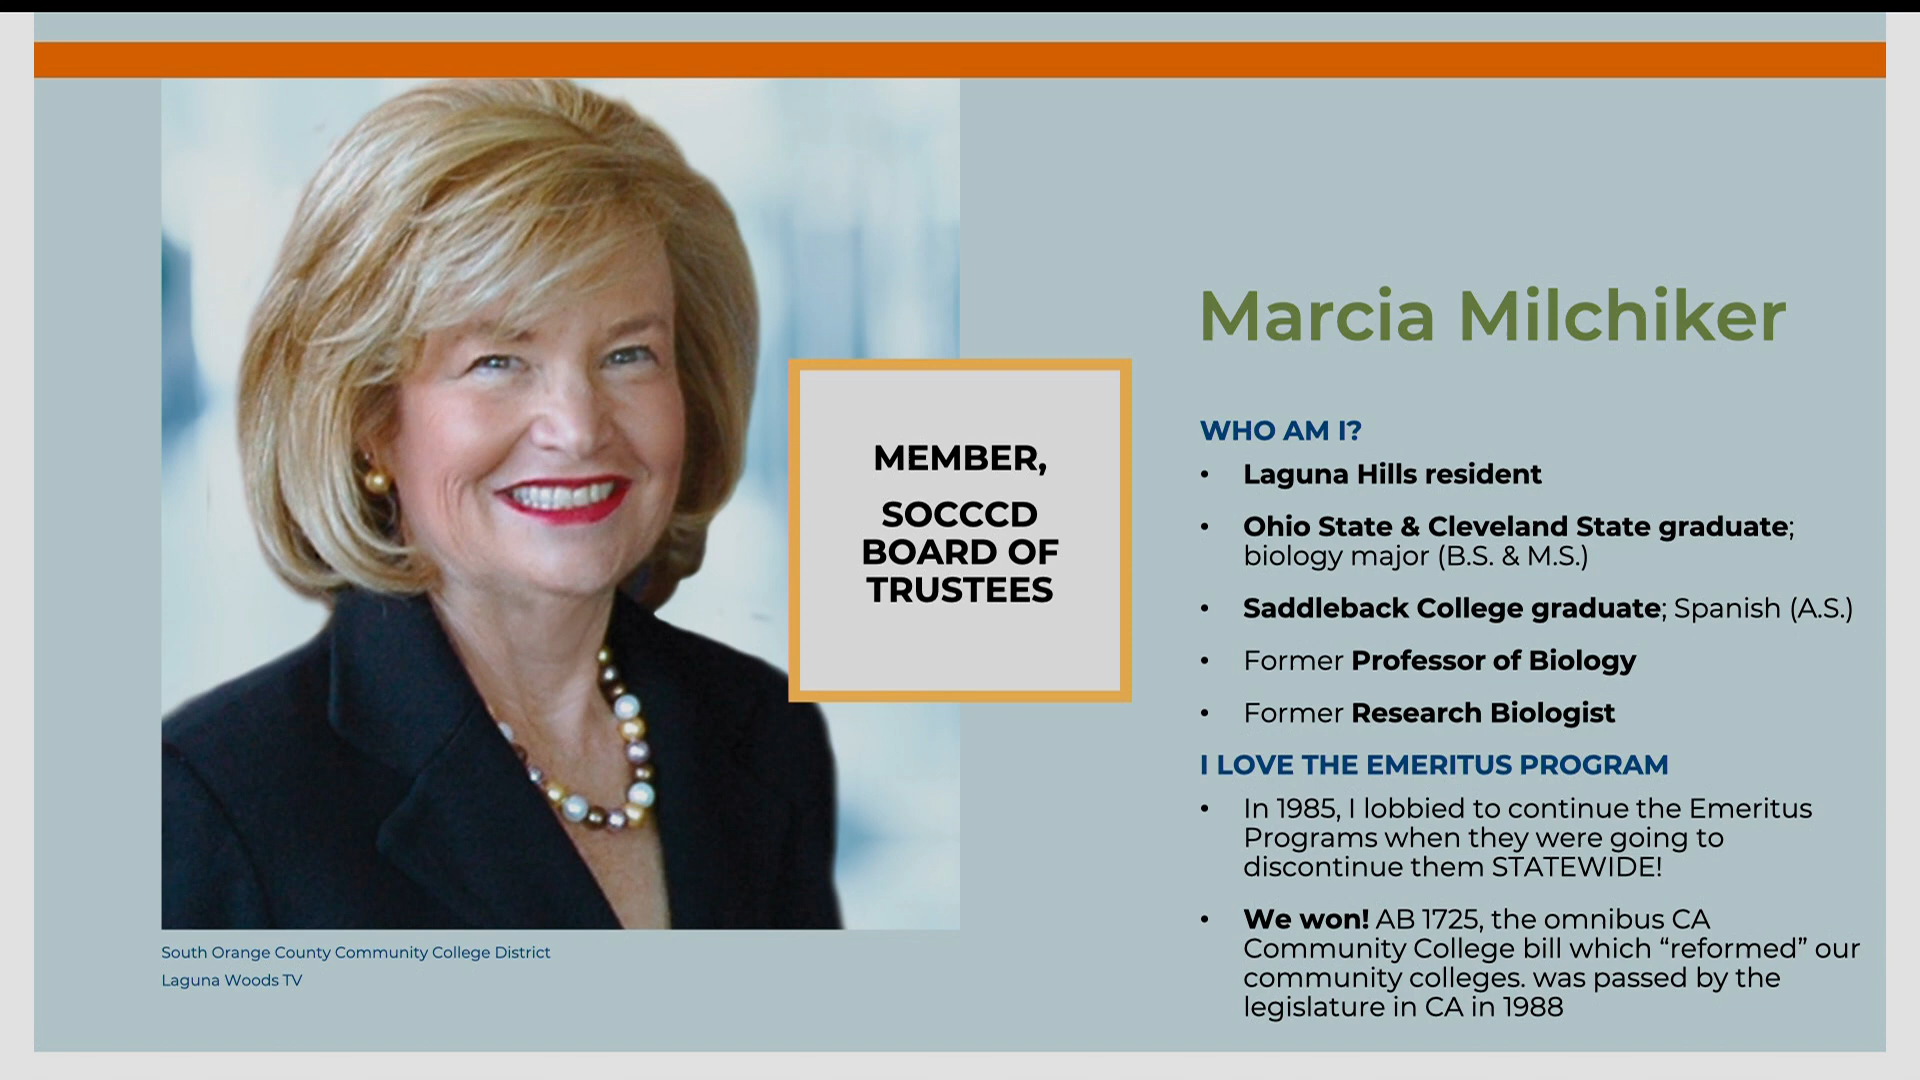 Marcia Milchiker
MEMBER,
SOCCCD
BOARD OF
TRUSTEES
WHO AM I?
• Laguna Hills resident
• Ohio State & Cleveland State graduate;
biology major (B.S. & M.S.)
• Saddleback College graduate; Spanish (A.S.)
• Former Professor of Biology
• Former Research Biologist
I LOVE THE EMERITUS PROGRAM
• In 1985, I lobbied to continue the Emeritus
Programs when they were going to
discontinue them STATEWIDE!
• We won! AB 1725, the omnibus CA
Community College bill which “reformed” our
community colleges. was passed by the
legislature in CA in 1988
South Orange County Community College District
Laguna Woods TV